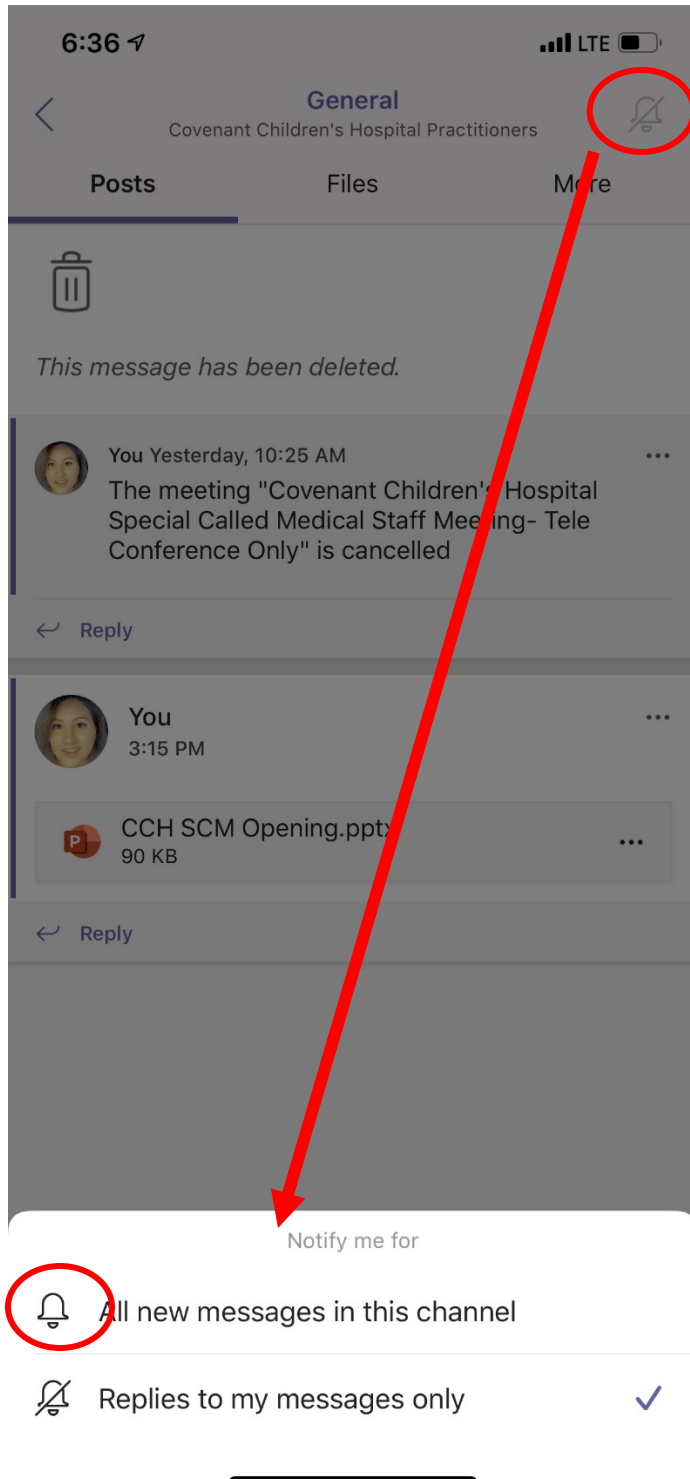 6:36
LTE
General
Covenant Children's Hospital Practitioners
Posts Files More
This message has been deleted.
You Yesterday, 10:25 AM
The meeting "Covenant Children's Hospital
Special Called Medical Staff Meeting- Tele
Conference Only" is cancelled
Reply
You
3:15 PM
P
CCH SCM Opening.pptx
90 KB
Reply
Notify me for
All new messages in this channel
Replies to my messages only